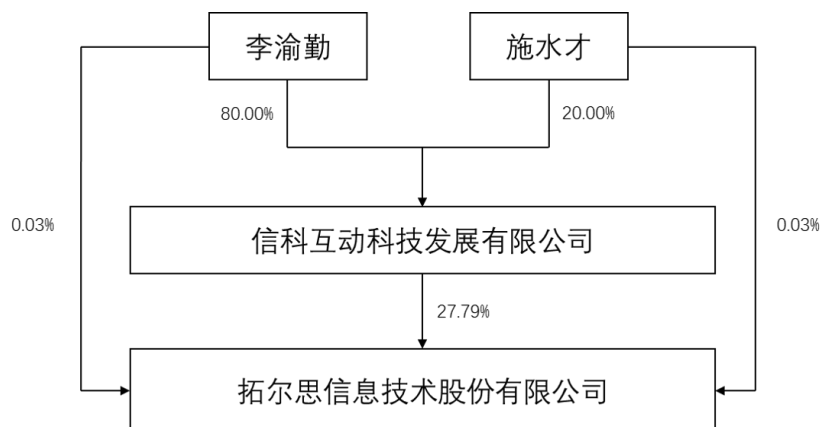 李渝勤
施水才
80.00%
20.00%
0.03%
信科互动科技发展有限公司
0.03%
27.79%
拓尔思信息技术股份有限公司